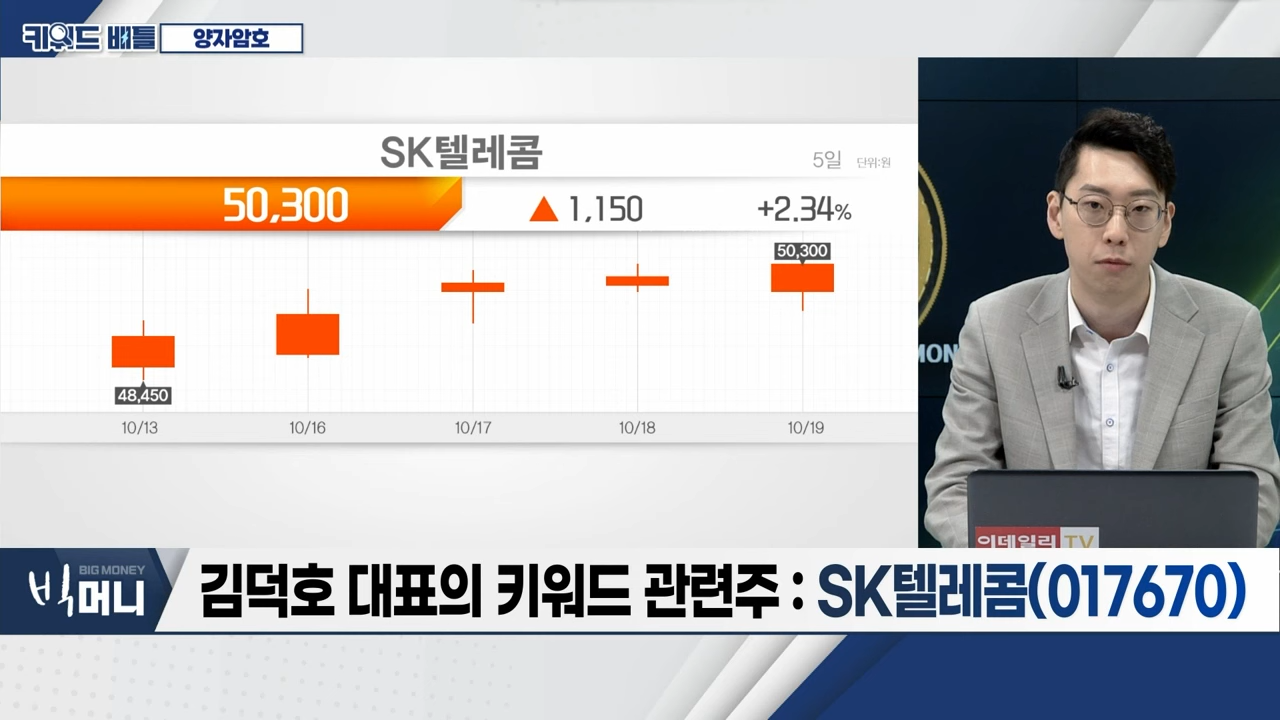 키워드 배틀 양자암호
SK텔레콤
5일 단위:원
50,300 ▲ 1,150 +2.34%
50,300
48,450
10/13 10/16 10/17 10/18 10/19
MON
이데일리 TV
빅머니 BIG MONEY
김덕호 대표의 키워드 관련주 : SK텔레콤(017670)